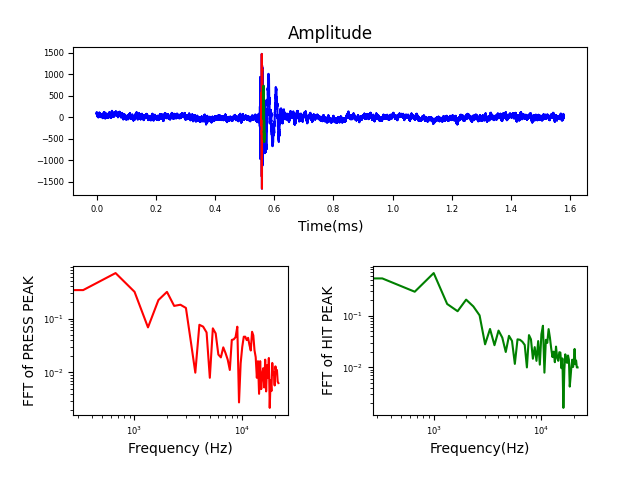 Amplitude
1500
1000
500
0
−500
−1000
−1500
0.0 0.2 0.4 0.6 0.8 1.0 1.2 1.4 1.6
Time(ms)
FFT of PRESS PEAK
10⁻¹
10⁻²
10³ 10⁴
Frequency (Hz)
FFT of HIT PEAK
10⁻¹
10⁻²
10³ 10⁴
Frequency(Hz)